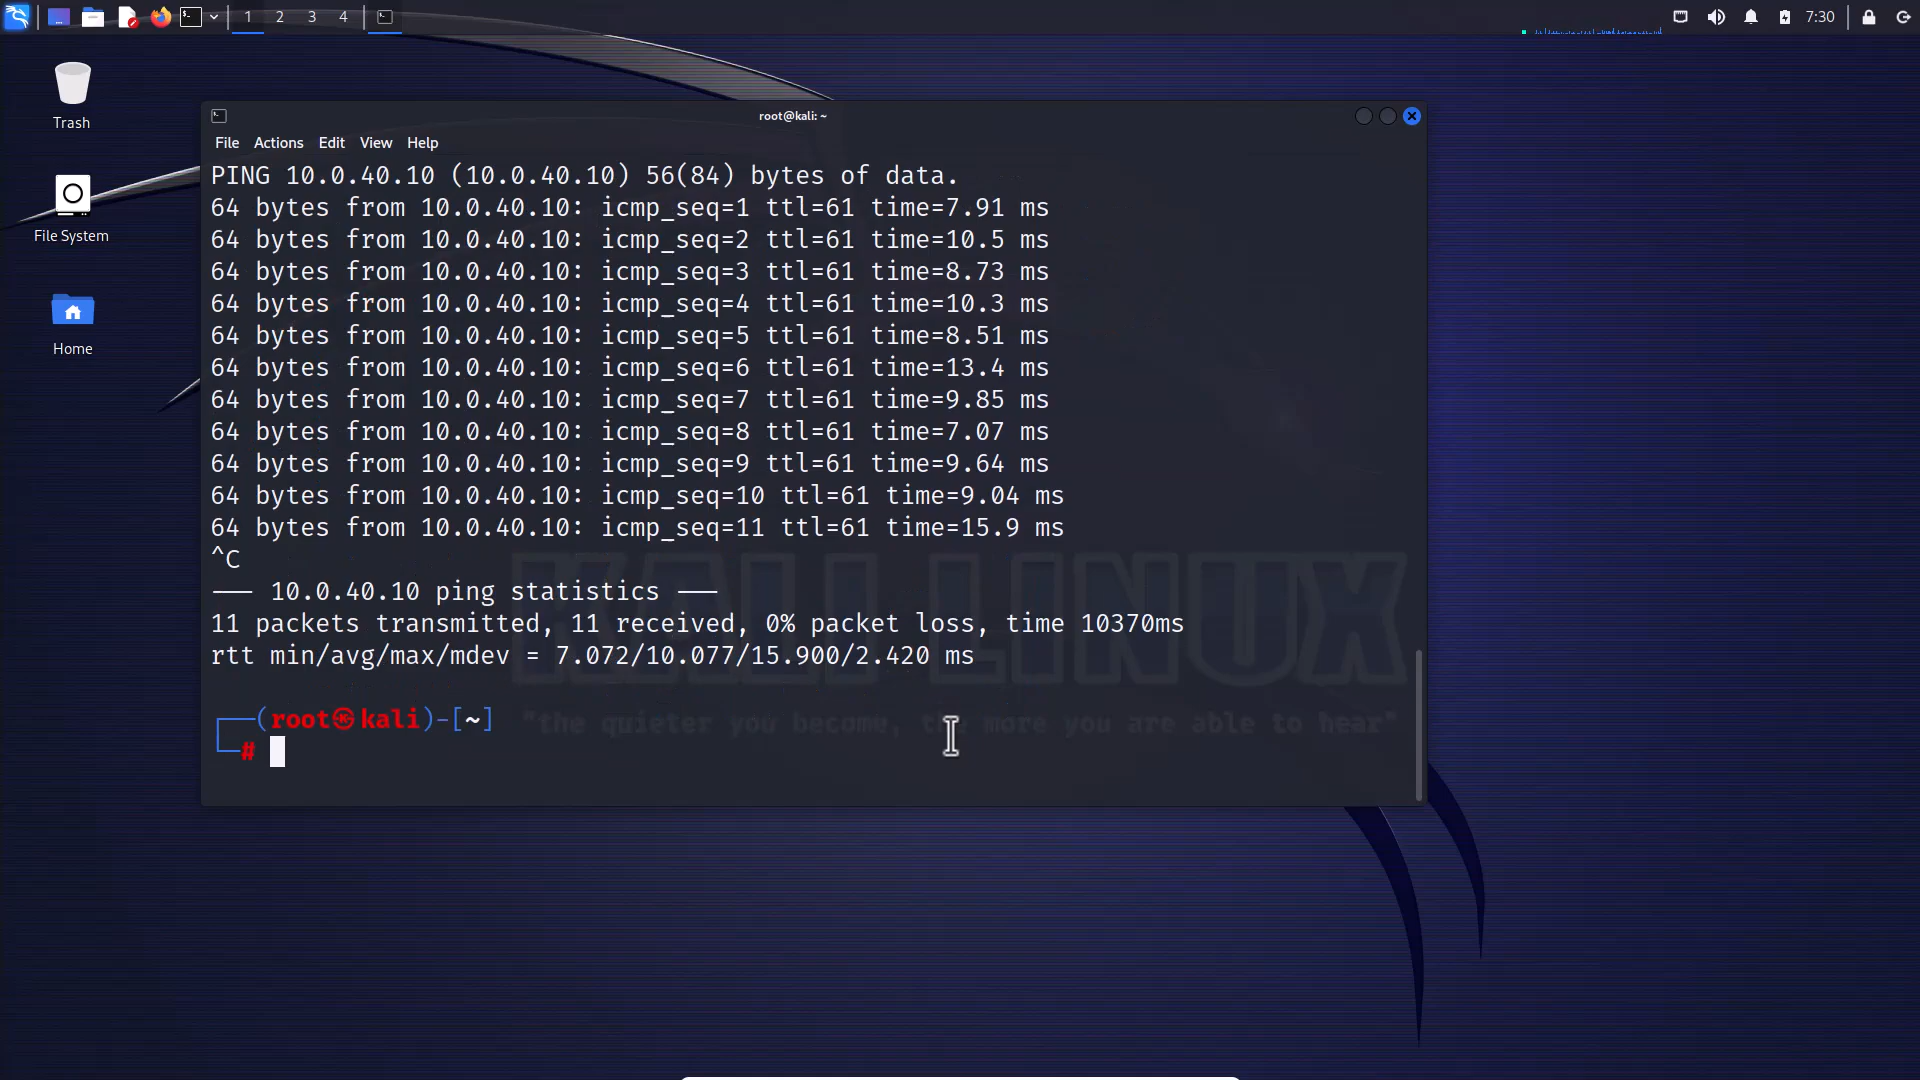 1 2 3 4
7:30
Trash
File System
Home
root@kali: ~
File Actions Edit View Help
PING 10.0.40.10 (10.0.40.10) 56(84) bytes of data.
64 bytes from 10.0.40.10: icmp_seq=1 ttl=61 time=7.91 ms
64 bytes from 10.0.40.10: icmp_seq=2 ttl=61 time=10.5 ms
64 bytes from 10.0.40.10: icmp_seq=3 ttl=61 time=8.73 ms
64 bytes from 10.0.40.10: icmp_seq=4 ttl=61 time=10.3 ms
64 bytes from 10.0.40.10: icmp_seq=5 ttl=61 time=8.51 ms
64 bytes from 10.0.40.10: icmp_seq=6 ttl=61 time=13.4 ms
64 bytes from 10.0.40.10: icmp_seq=7 ttl=61 time=9.85 ms
64 bytes from 10.0.40.10: icmp_seq=8 ttl=61 time=7.07 ms
64 bytes from 10.0.40.10: icmp_seq=9 ttl=61 time=9.64 ms
64 bytes from 10.0.40.10: icmp_seq=10 ttl=61 time=9.04 ms
64 bytes from 10.0.40.10: icmp_seq=11 ttl=61 time=15.9 ms
^C
--- 10.0.40.10 ping statistics ---
11 packets transmitted, 11 received, 0% packet loss, time 10370ms
rtt min/avg/max/mdev = 7.072/10.077/15.900/2.420 ms
┌──(root㉿kali)-[~]
└─#
KALI LINUX
"the quieter you become, the more you are able to hear"